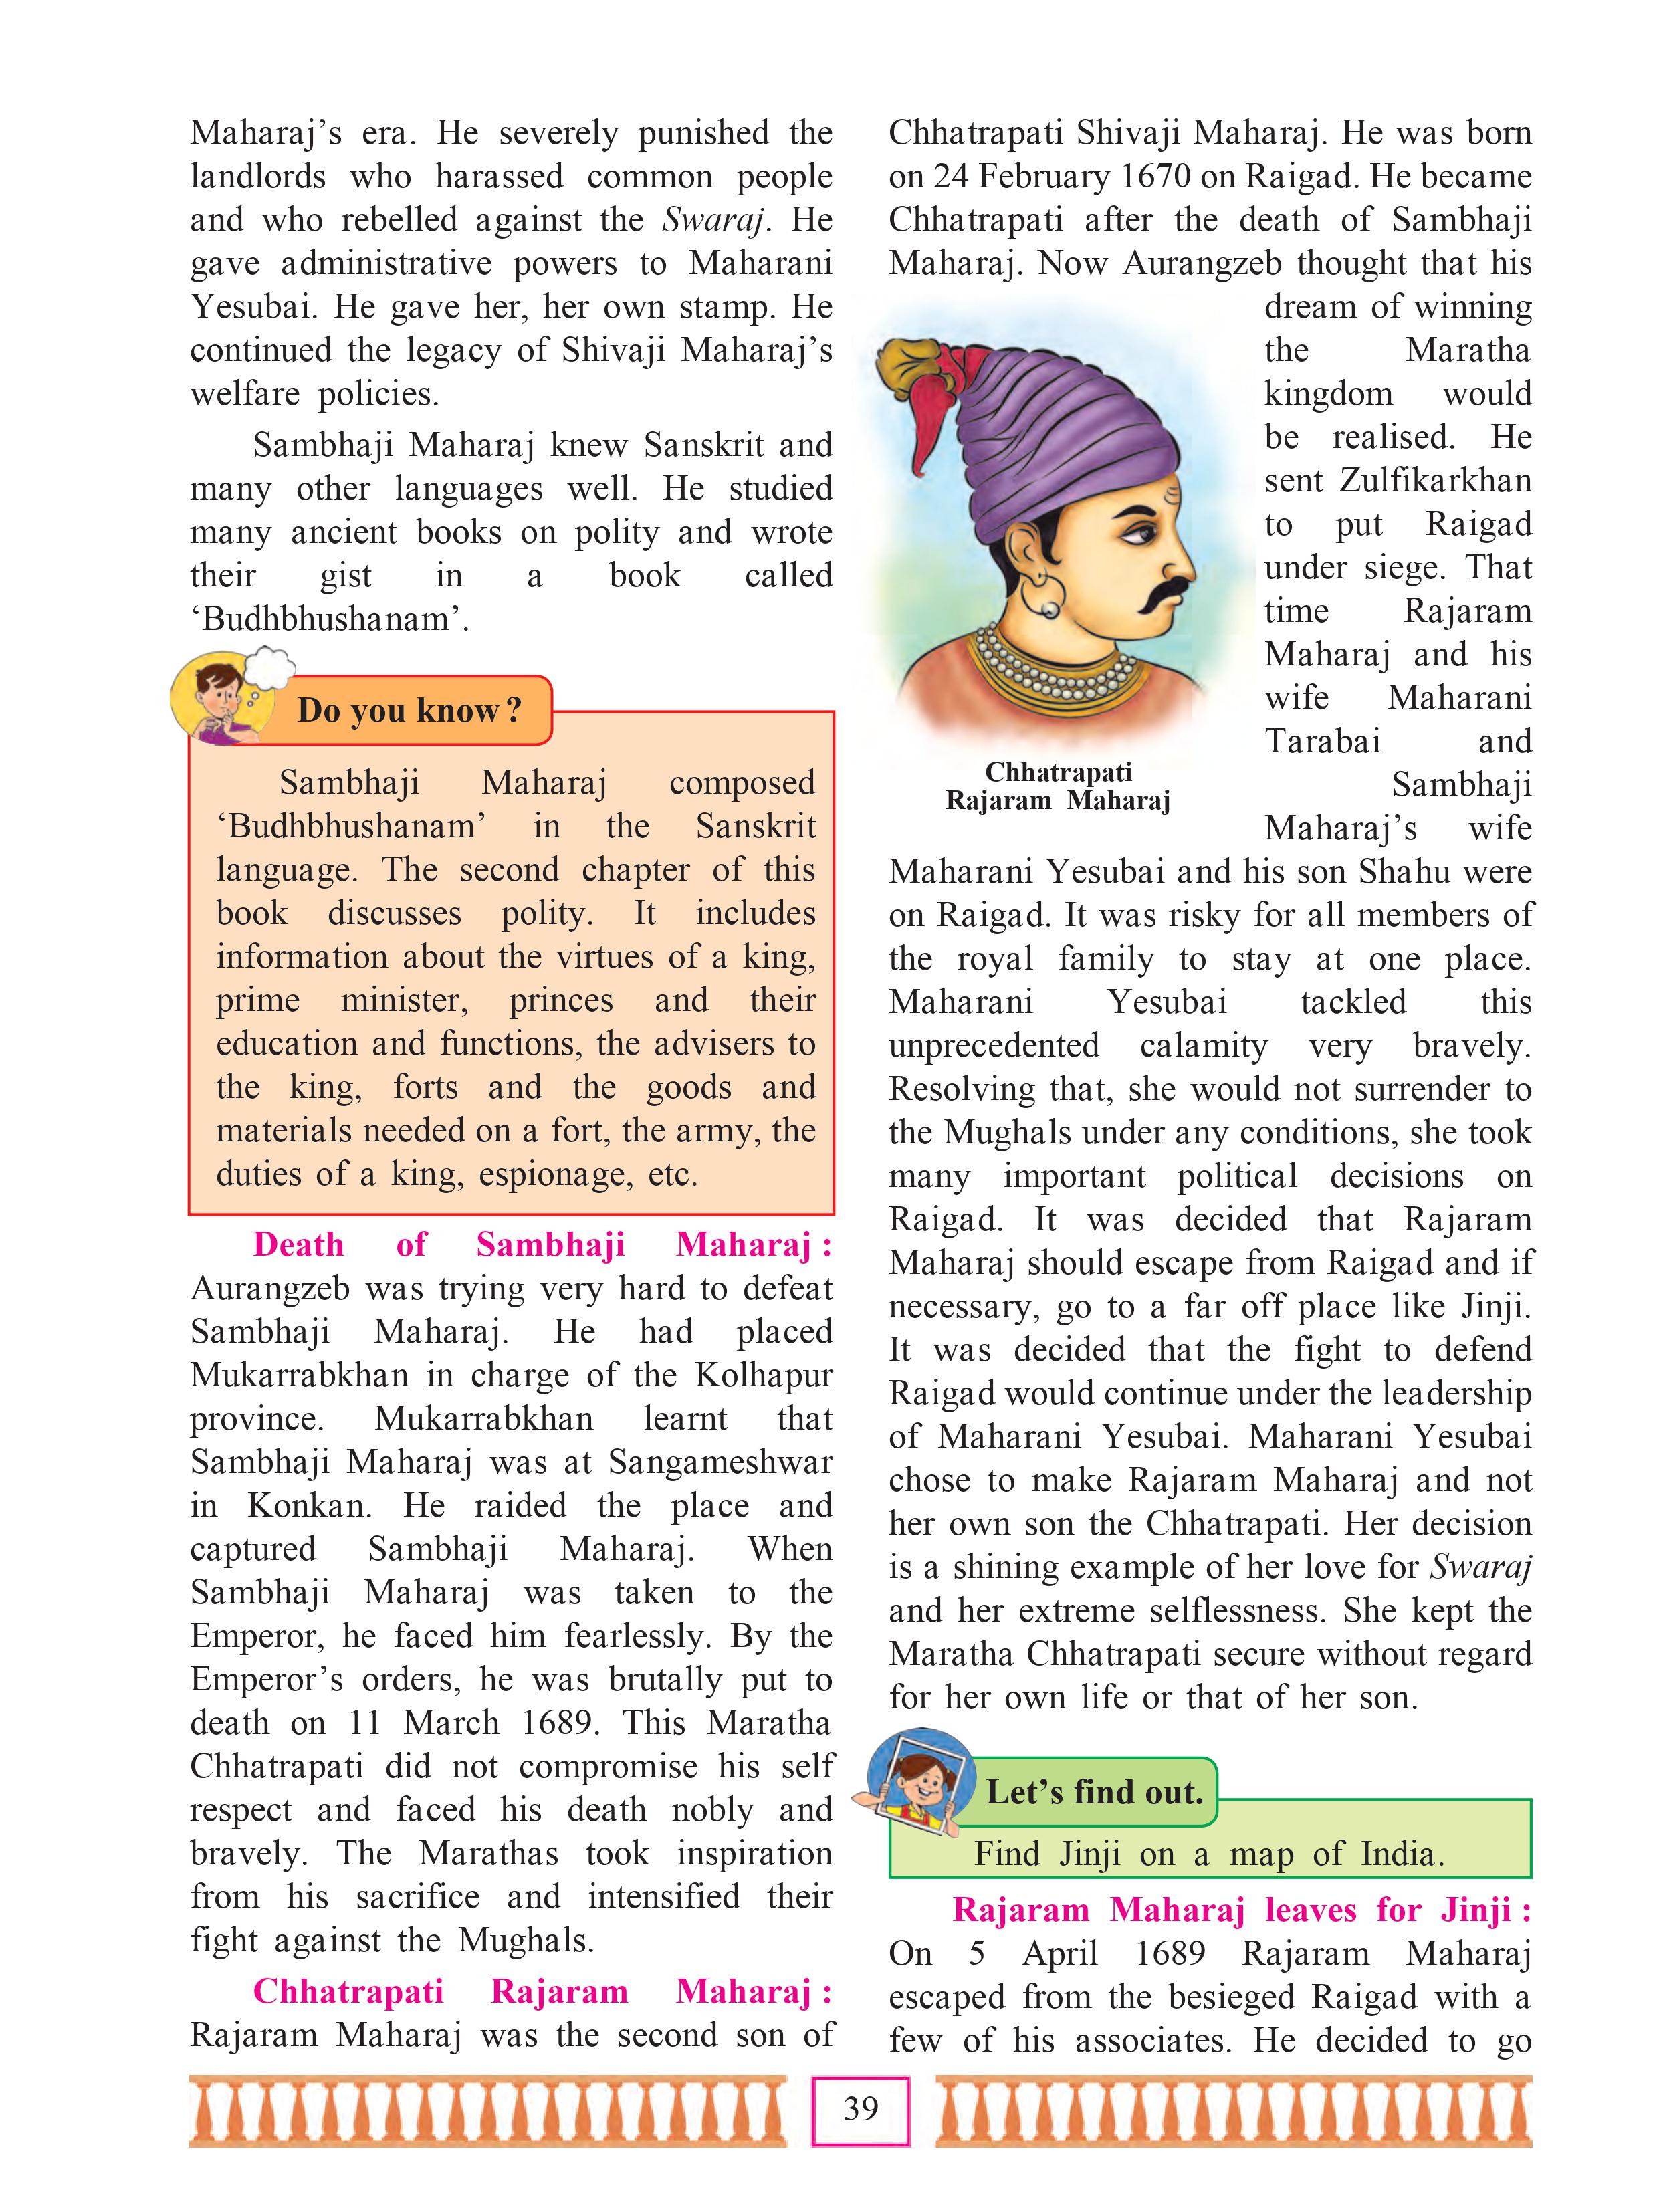 Maharaj’s era. He severely punished the
landlords who harassed common people
and who rebelled against the Swaraj. He
gave administrative powers to Maharani
Yesubai. He gave her, her own stamp. He
continued the legacy of Shivaji Maharaj’s
welfare policies.
Sambhaji Maharaj knew Sanskrit and
many other languages well. He studied
many ancient books on polity and wrote
their gist in a book called
‘Budhbhushanam’.
Do you know?
Sambhaji Maharaj composed
‘Budhbhushanam’ in the Sanskrit
language. The second chapter of this
book discusses polity. It includes
information about the virtues of a king,
prime minister, princes and their
education and functions, the advisers to
the king, forts and the goods and
materials needed on a fort, the army, the
duties of a king, espionage, etc.
Death of Sambhaji Maharaj :
Aurangzeb was trying very hard to defeat
Sambhaji Maharaj. He had placed
Mukarrabkhan in charge of the Kolhapur
province. Mukarrabkhan learnt that
Sambhaji Maharaj was at Sangameshwar
in Konkan. He raided the place and
captured Sambhaji Maharaj. When
Sambhaji Maharaj was taken to the
Emperor, he faced him fearlessly. By the
Emperor’s orders, he was brutally put to
death on 11 March 1689. This Maratha
Chhatrapati did not compromise his self
respect and faced his death nobly and
bravely. The Marathas took inspiration
from his sacrifice and intensified their
fight against the Mughals.
Chhatrapati Rajaram Maharaj :
Rajaram Maharaj was the second son of
Chhatrapati Shivaji Maharaj. He was born
on 24 February 1670 on Raigad. He became
Chhatrapati after the death of Sambhaji
Maharaj. Now Aurangzeb thought that his
dream of winning
the Maratha
kingdom would
be realised. He
sent Zulfikarkhan
to put Raigad
under siege. That
time Rajaram
Maharaj and his
wife Maharani
Tarabai and
Sambhaji
Maharaj’s wife
Chhatrapati
Rajaram Maharaj
Maharani Yesubai and his son Shahu were
on Raigad. It was risky for all members of
the royal family to stay at one place.
Maharani Yesubai tackled this
unprecedented calamity very bravely.
Resolving that, she would not surrender to
the Mughals under any conditions, she took
many important political decisions on
Raigad. It was decided that Rajaram
Maharaj should escape from Raigad and if
necessary, go to a far off place like Jinji.
It was decided that the fight to defend
Raigad would continue under the leadership
of Maharani Yesubai. Maharani Yesubai
chose to make Rajaram Maharaj and not
her own son the Chhatrapati. Her decision
is a shining example of her love for Swaraj
and her extreme selflessness. She kept the
Maratha Chhatrapati secure without regard
for her own life or that of her son.
Let’s find out.
Find Jinji on a map of India.
Rajaram Maharaj leaves for Jinji :
On 5 April 1689 Rajaram Maharaj
escaped from the besieged Raigad with a
few of his associates. He decided to go
39